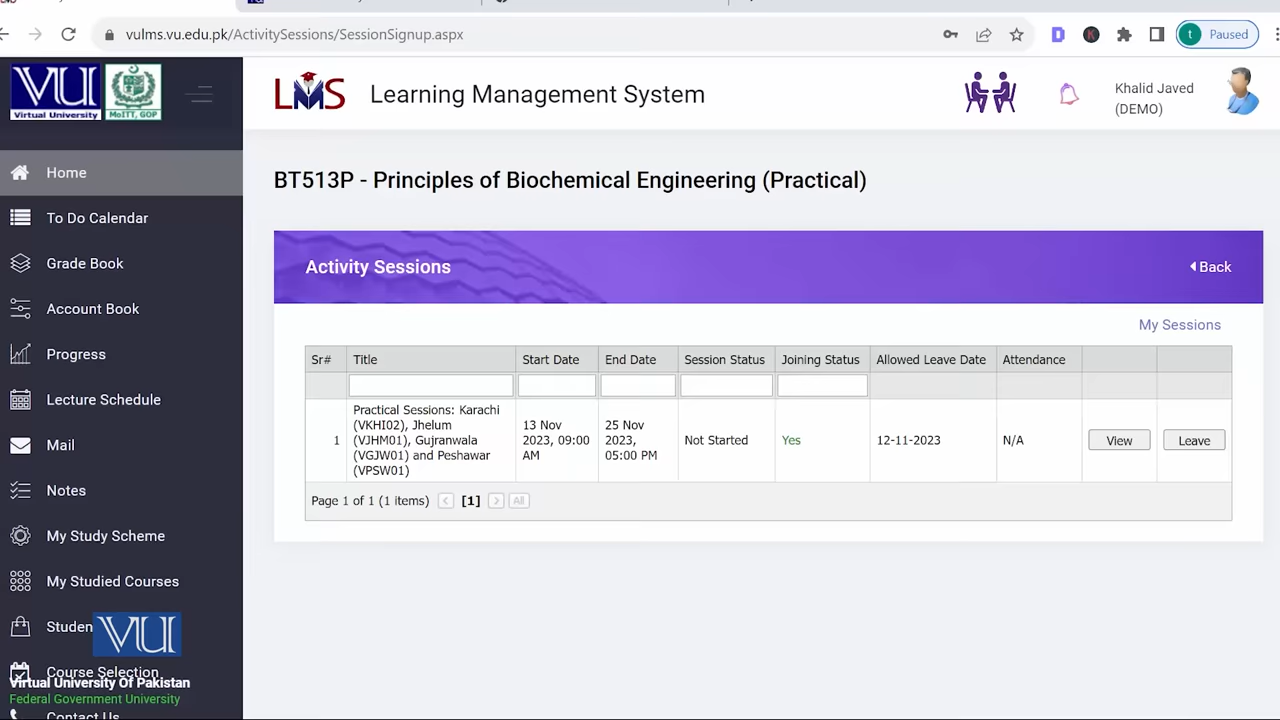 vulms.vu.edu.pk/ActivitySessions/SessionSignup.aspx
D
K
t
Paused
VU
Virtual University
MoITT, GOP
LMS
Learning Management System
Khalid Javed
(DEMO)
Home
To Do Calendar
Grade Book
Account Book
Progress
Lecture Schedule
Mail
Notes
My Study Scheme
My Studied Courses
Studen
VU
Course Selection
Virtual University Of Pakistan
Federal Government University
Contact Us
BT513P - Principles of Biochemical Engineering (Practical)
Activity Sessions
Back
My Sessions
Sr# Title Start Date End Date Session Status Joining Status Allowed Leave Date Attendance
1
Practical Sessions: Karachi
(VKHI02), Jhelum
(VJHM01), Gujranwala
(VGJW01) and Peshawar
(VPSW01)
13 Nov
2023, 09:00
AM
25 Nov
2023,
05:00 PM
Not Started
Yes
12-11-2023
N/A
View
Leave
Page 1 of 1 (1 items) [1] All